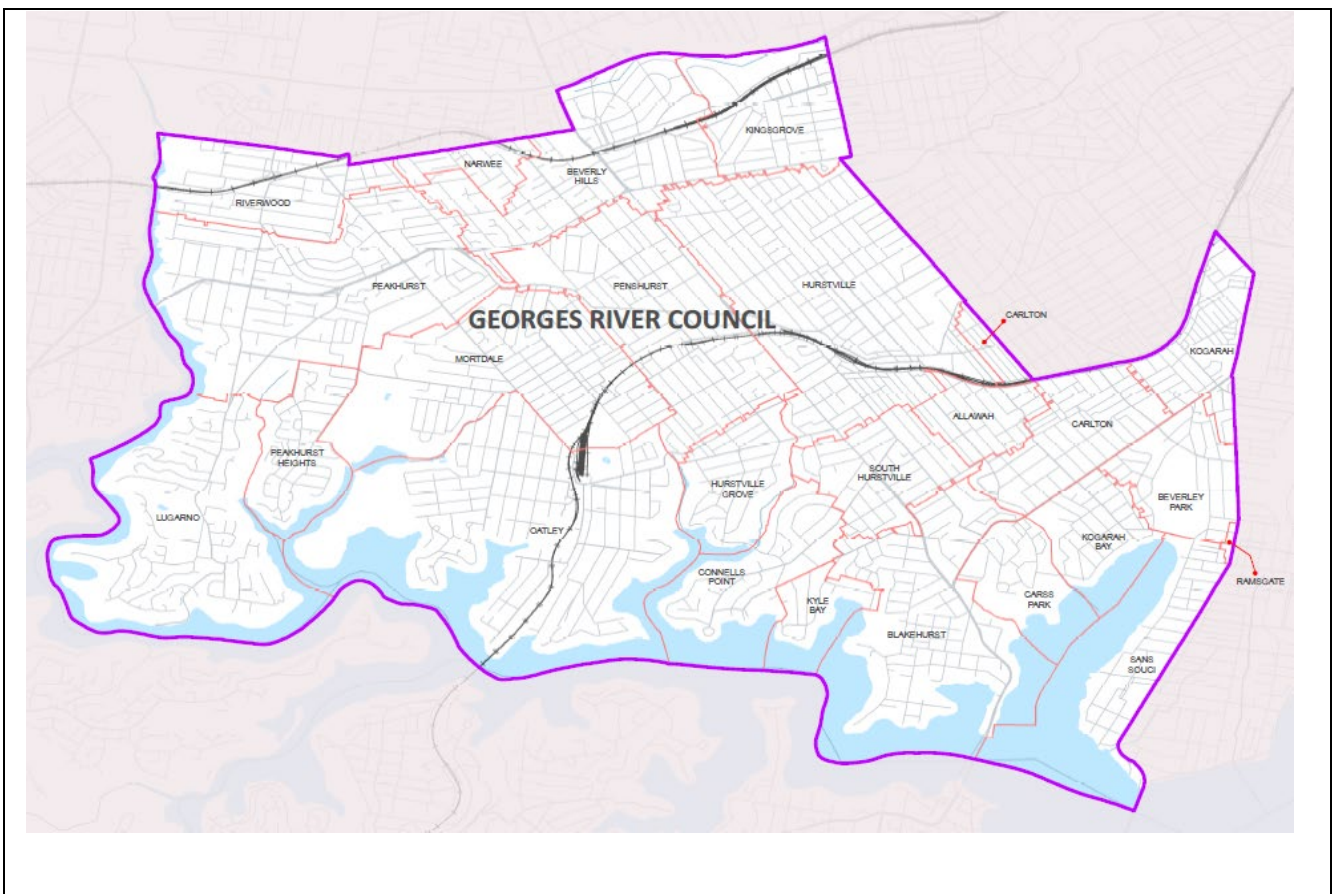 KINGSGROVE
NARWEE
BEVERLY
HILLS
RIVERWOOD
PEAKHURST
PENSHURST
HURSTVILLE
GEORGES RIVER COUNCIL
CARLTON
KOGARAH
MORTDALE
ALLAWAH
CARLTON
PEAKHURST
HEIGHTS
SOUTH
HURSTVILLE
HURSTVILLE
GROVE
BEVERLEY
PARK
LUGARNO
OATLEY
KOGARAH
BAY
CONNELLS
POINT
RAMSGATE
KYLE
BAY
CARSS
PARK
BLAKEHURST
SANS
SOUCI